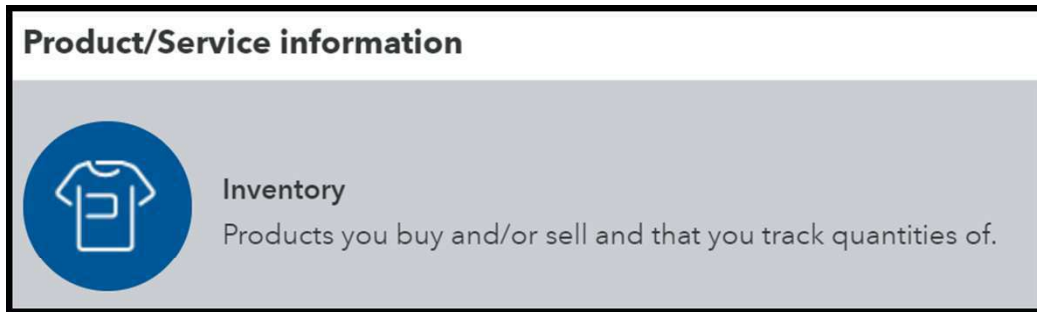 Product/Service information
Inventory
Products you buy and/or sell and that you track quantities of.